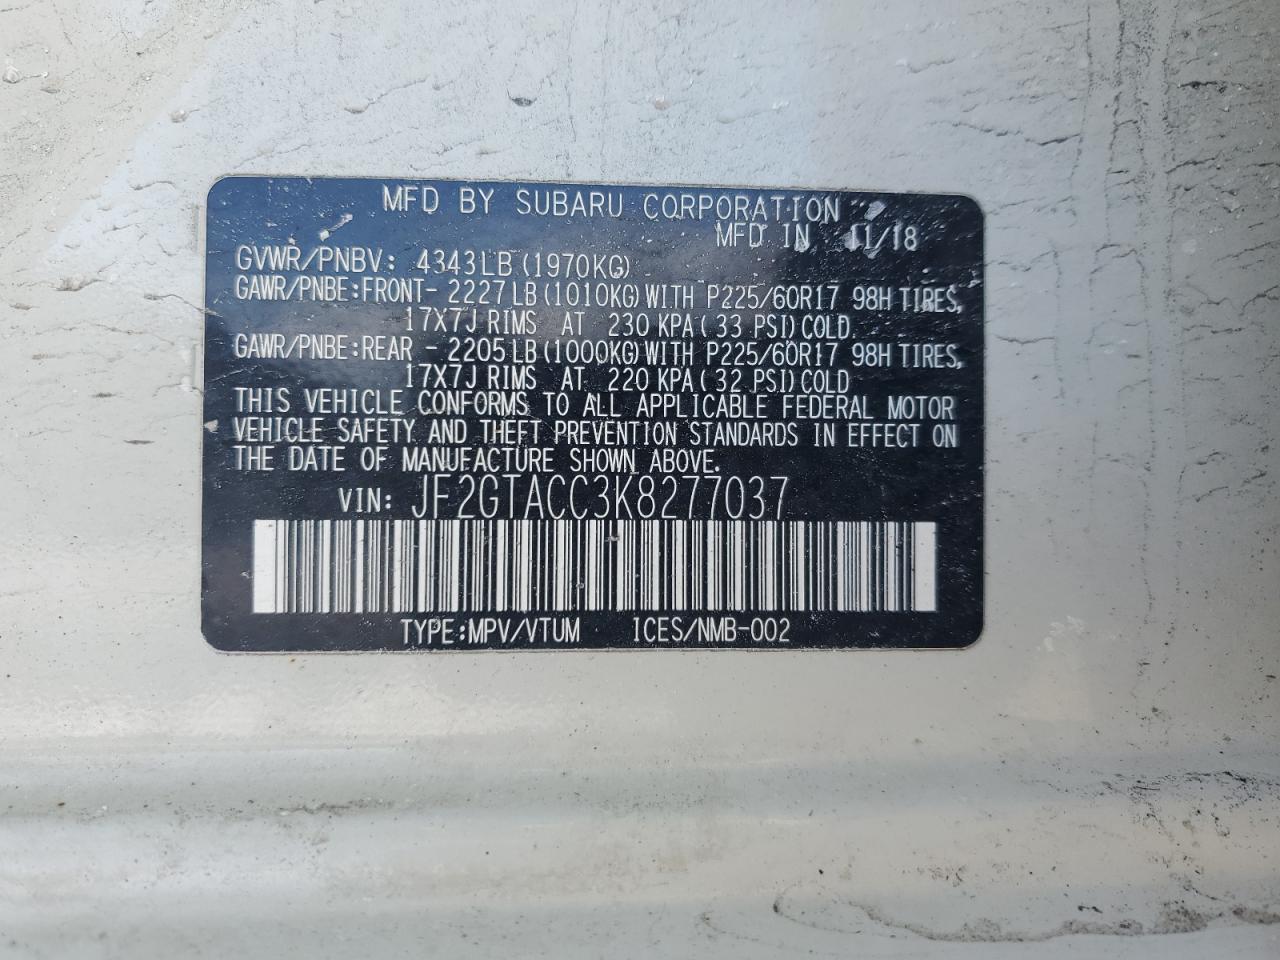 MFD BY SUBARU CORPORATION
MFD IN 11/18
GVWR/PNBV: 4343LB(1970KG)
GAWR/PNBE:FRONT- 2227LB(1010KG)WITH P225/60R17 98H TIRES,
17X7J RIMS AT 230 KPA(33 PSI)COLD.
GAWR/PNBE:REAR - 2205LB(1000KG)WITH P225/60R17 98H TIRES,
17X7J RIMS AT 220 KPA(32 PSI)COLD
THIS VEHICLE CONFORMS TO ALL APPLICABLE FEDERAL MOTOR
VEHICLE SAFETY AND THEFT PREVENTION STANDARDS IN EFFECT ON
THE DATE OF MANUFACTURE SHOWN ABOVE.
VIN: JF2GTACC3K8277037
TYPE:MPV/VTUM ICES/NMB-002